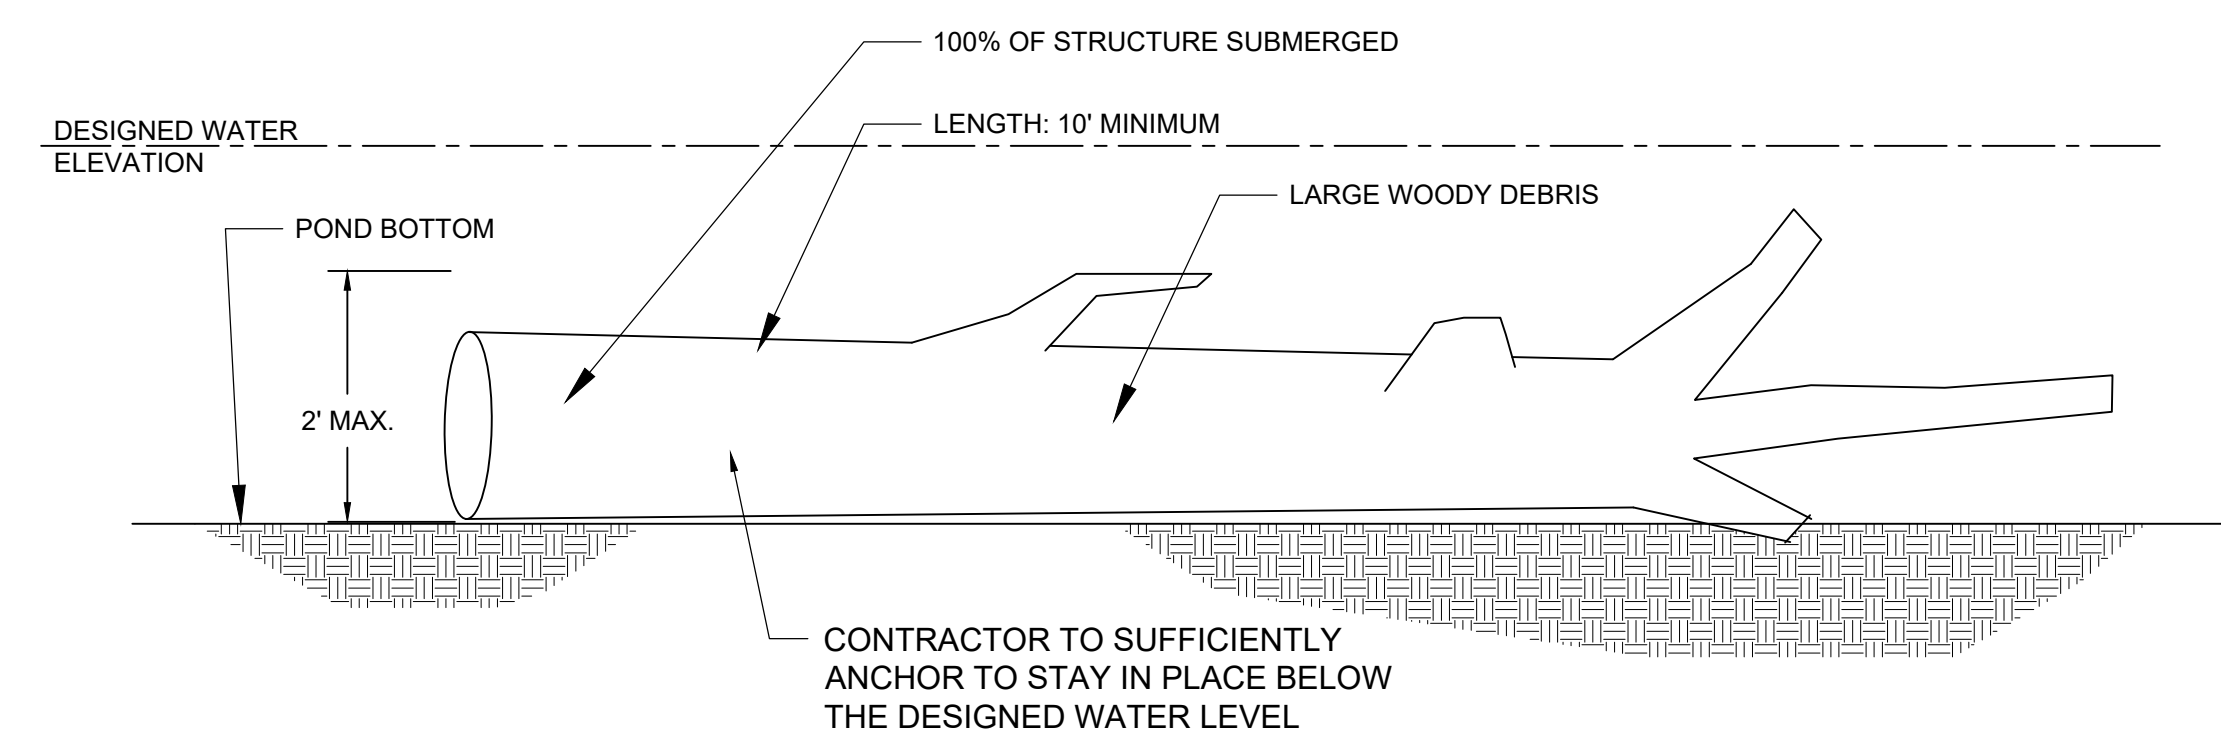 100% OF STRUCTURE SUBMERGED
LENGTH: 10' MINIMUM
DESIGNED WATER
ELEVATION
LARGE WOODY DEBRIS
POND BOTTOM
2' MAX.
CONTRACTOR TO SUFFICIENTLY
ANCHOR TO STAY IN PLACE BELOW
THE DESIGNED WATER LEVEL